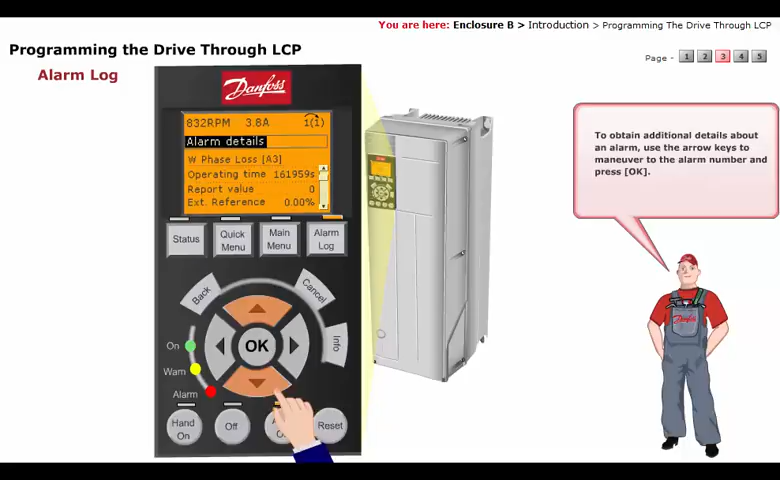 You are here: Enclosure B > Introduction > Programming The Drive Through LCP
Programming the Drive Through LCP
Page - 1 2 3 4 5
Alarm Log
Danfoss
832RPM 3.8A 1(1)
Alarm details
W Phase Loss [A3]
Operating time 161959s
Report value 0
Ext. Reference 0.00%
To obtain additional details about
an alarm, use the arrow keys to
maneuver to the alarm number and
press [OK].
Status
Quick
Menu
Main
Menu
Alarm
Log
Back
Cancel
OK
Info
On
Warn
Alarm
Hand
On
Off
Reset
Danfoss